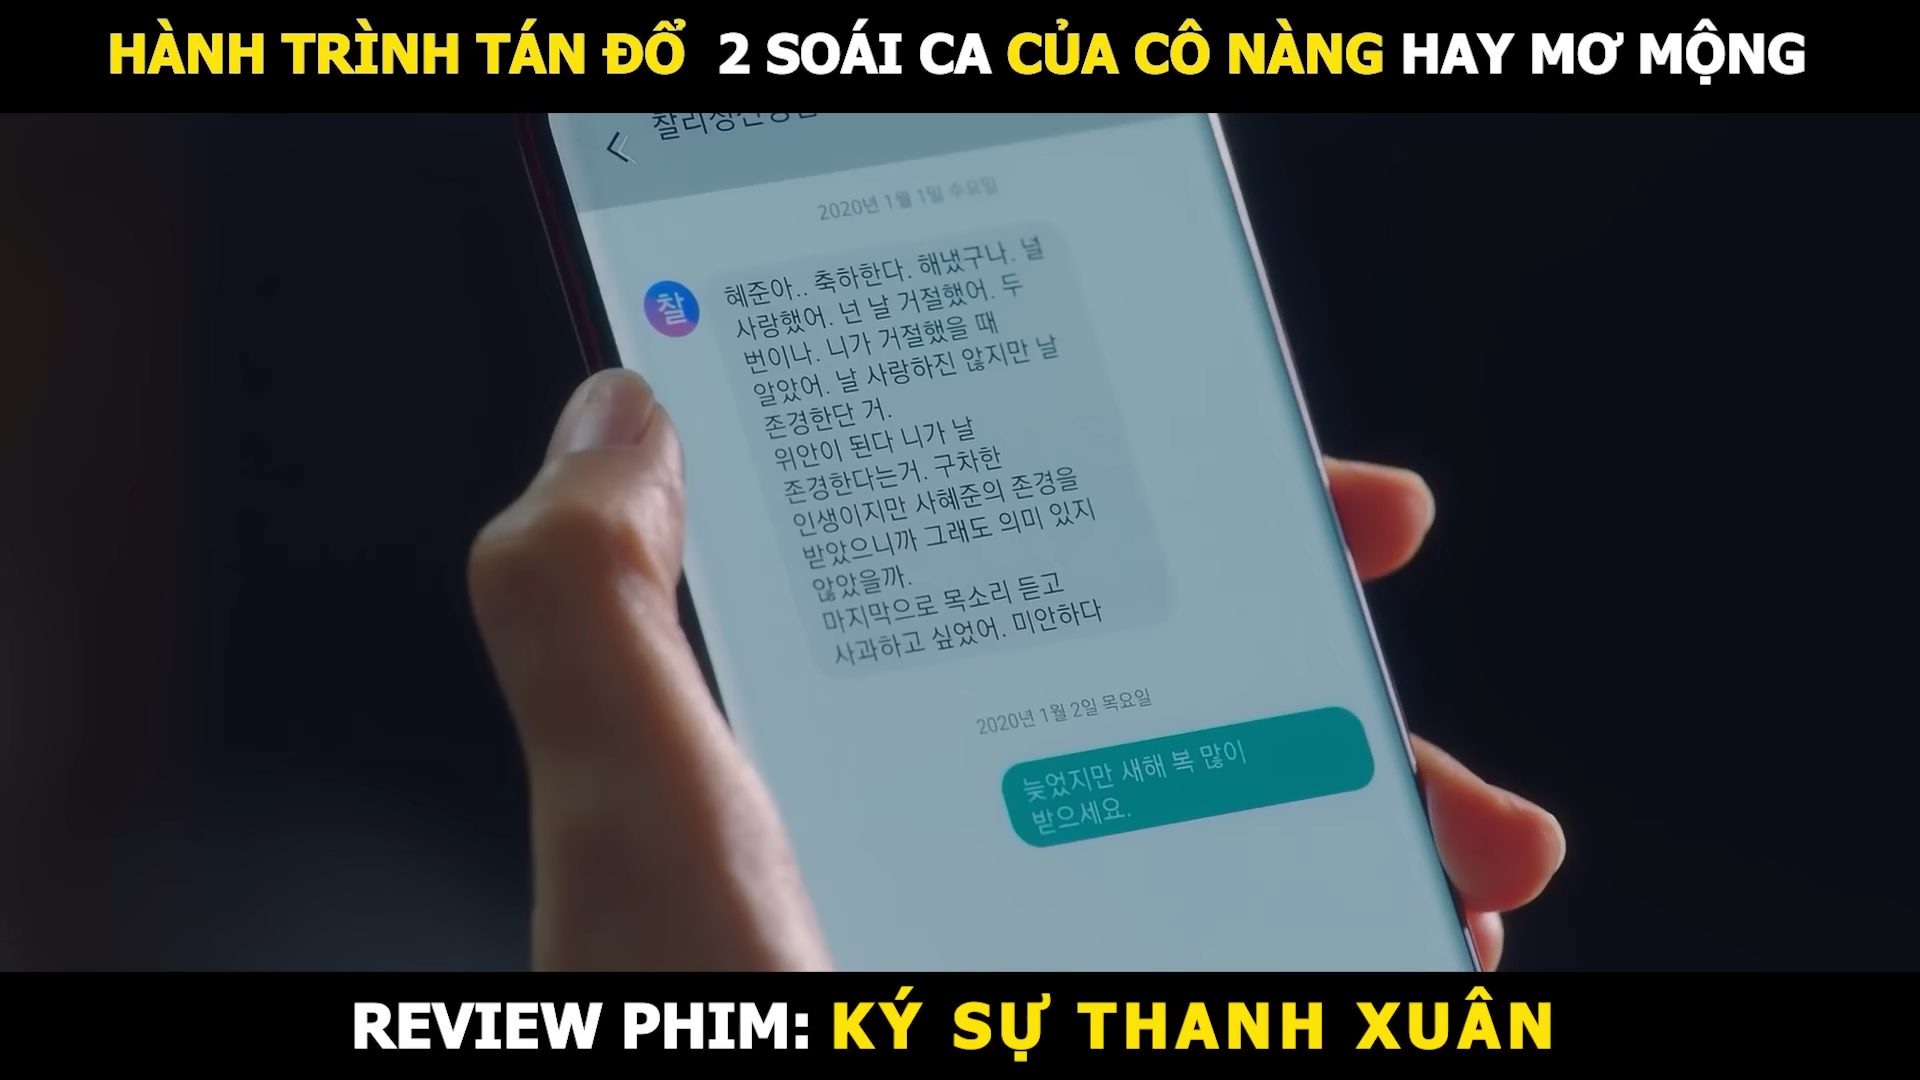 HÀNH TRÌNH TÁN ĐỔ 2 SOÁI CA CỦA CÔ NÀNG HAY MƠ MỘNG
2020년 1월 1일 수요일
찰
혜준아.. 축하한다. 해냈구나. 널
사랑했어. 넌 날 거절했어. 두
번이나. 니가 거절했을 때
알았어. 날 사랑하진 않지만 날
존경한단 거.
위안이 된다 니가 날
존경한다는거. 구차한
인생이지만 사혜준의 존경을
받았으니까 그래도 의미 있지
않았을까.
마지막으로 목소리 듣고
사과하고 싶었어. 미안하다
2020년 1월 2일 목요일
늦었지만 새해 복 많이
받으세요.
REVIEW PHIM: KÝ SỰ THANH XUÂN